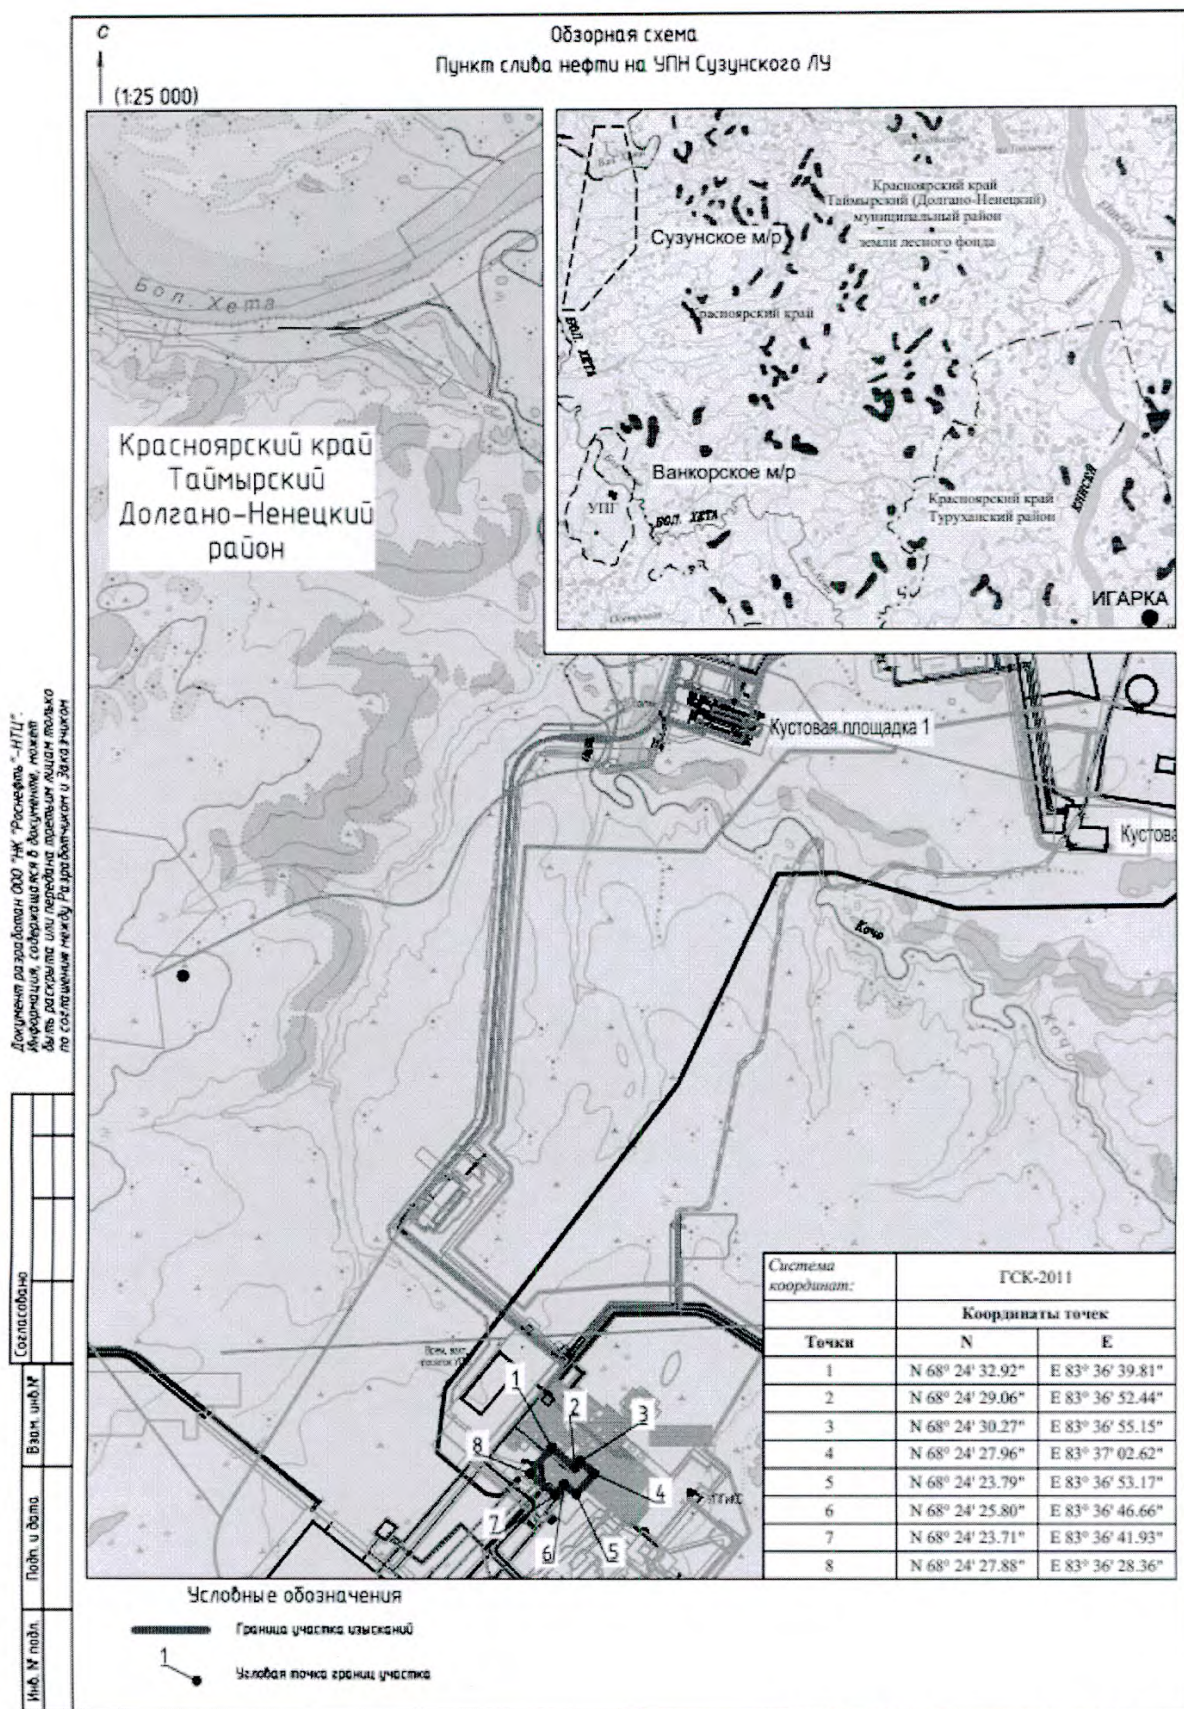 С
Обзорная схема
Пункт слива нефти на УПН Сузунского ЛУ
(1:25 000)
Бол. Хета
Красноярский край
Таймырский
Долгано-Ненецкий
район
Красноярский край
Таймырский (Долгано-Ненецкий)
муниципальный район
земли лесного фонда
Сузунское м/р
Красноярский край
БОЛ. ХЕТА
Ванкорское м/р
УПГ
БОЛ. ХЕТА
Красноярский край
Туруханский район
ЕНИСЕЙ
ИГАРКА
Кустовая площадка 1
Кустова
Кочо
Кочо
Документ разработан ООО "НК "Роснефть"-НТЦ".
Информация, содержащаяся в документе, может
быть раскрыта или передана третьим лицам только
по соглашению между Разработчиком и Заказчиком
Согласовано
Взам. инв.№
Подп. и дата
Инв. № подл.
Система координат: ГСК-2011
Координаты точек
Точки N E
1 N 68° 24' 32.92" E 83° 36' 39.81"
2 N 68° 24' 29.06" E 83° 36' 52.44"
3 N 68° 24' 30.27" E 83° 36' 55.15"
4 N 68° 24' 27.96" E 83° 37' 02.62"
5 N 68° 24' 23.79" E 83° 36' 53.17"
6 N 68° 24' 25.80" E 83° 36' 46.66"
7 N 68° 24' 23.71" E 83° 36' 41.93"
8 N 68° 24' 27.88" E 83° 36' 28.36"
1
2
3
8
4
7
6
5
Условные обозначения
Граница участка изысканий
1
Угловая точка границ участка